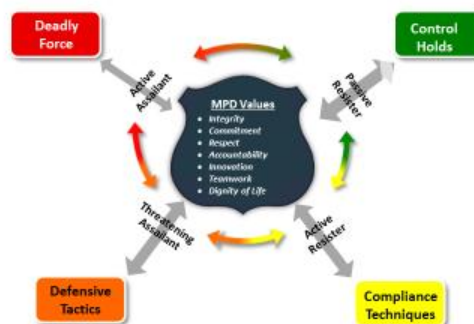 Deadly
Force
Control
Holds
Active
Assailant
Passive
Resister
MPD Values
• Integrity
• Commitment
• Respect
• Accountability
• Innovation
• Teamwork
• Dignity of Life
Threatening
Assailant
Active
Resister
Defensive
Tactics
Compliance
Techniques